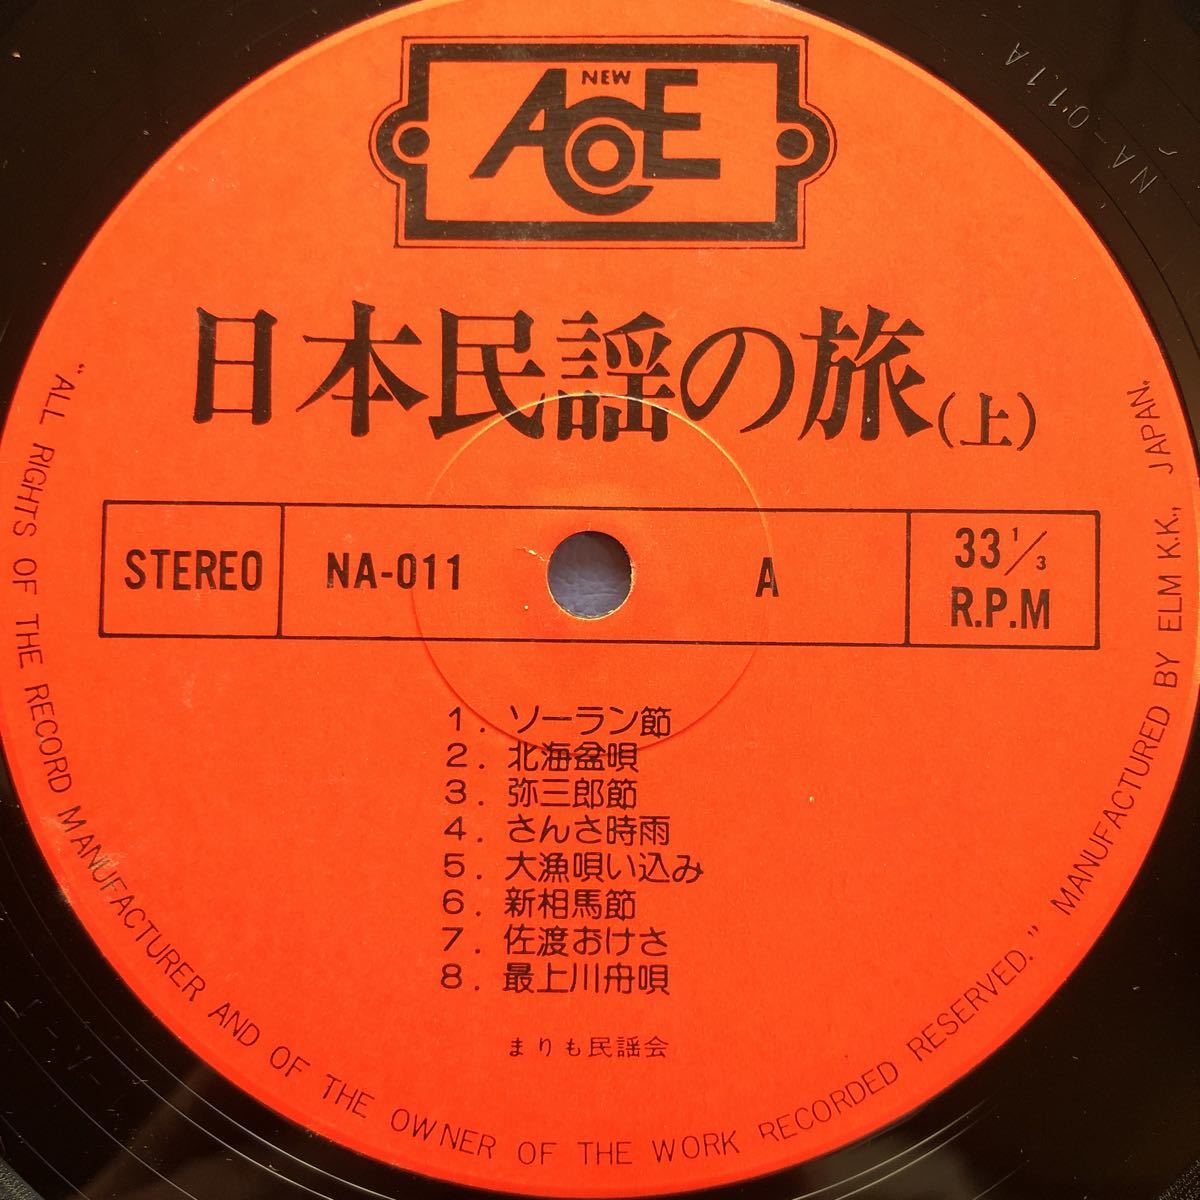 NEW
ACE
日本民謡の旅(上)
STEREO NA-011 A 33 1/3 R.P.M
1. ソーラン節
2. 北海盆唄
3. 弥三郎節
4. さんさ時雨
5. 大漁唄い込み
6. 新相馬節
7. 佐渡おけさ
8. 最上川舟唄
まりも民謡会
"ALL RIGHTS OF THE RECORD MANUFACTURER AND OF THE OWNER OF THE WORK RECORDED RESERVED." MANUFACTURED BY ELM K.K., JAPAN.
NA-011A